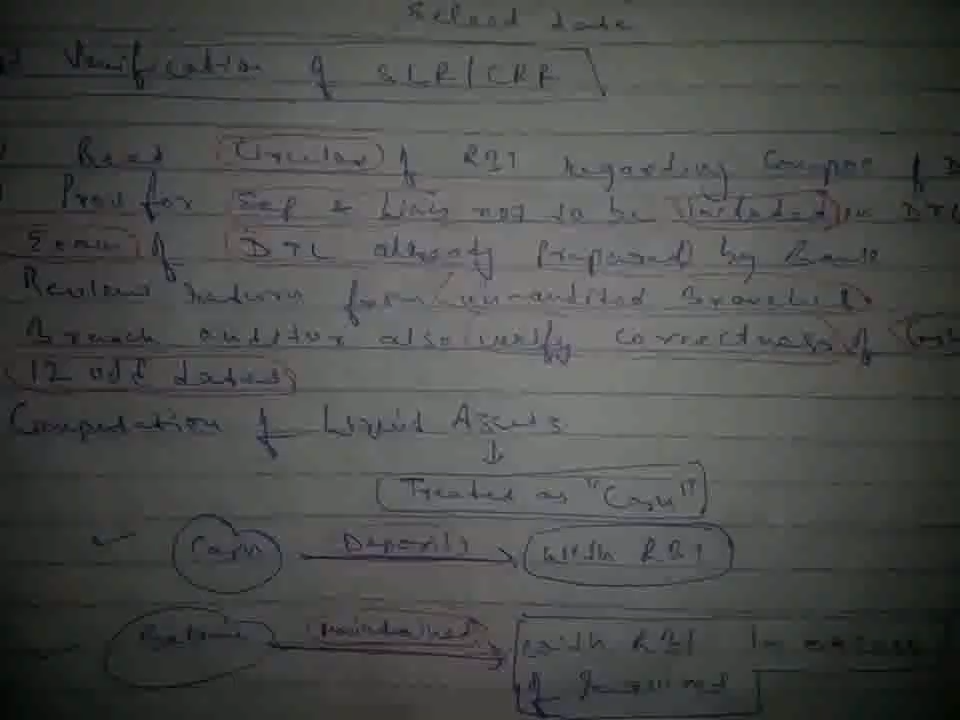 Select date
Verification of SLR/CRR
Read Circular of RBI regarding Compos of D
Prov for & Liab not to be Included in DTL
Exam of DTL already prepared by Bank
Review return from unaudited Branches
Branch auditor also verify correctness of Cash
12 odd dates
Computation of Liquid Assets
↓
Treated as "Cash"
Cash Deposits with RBI
Balance maintained with RBI In excess
of required